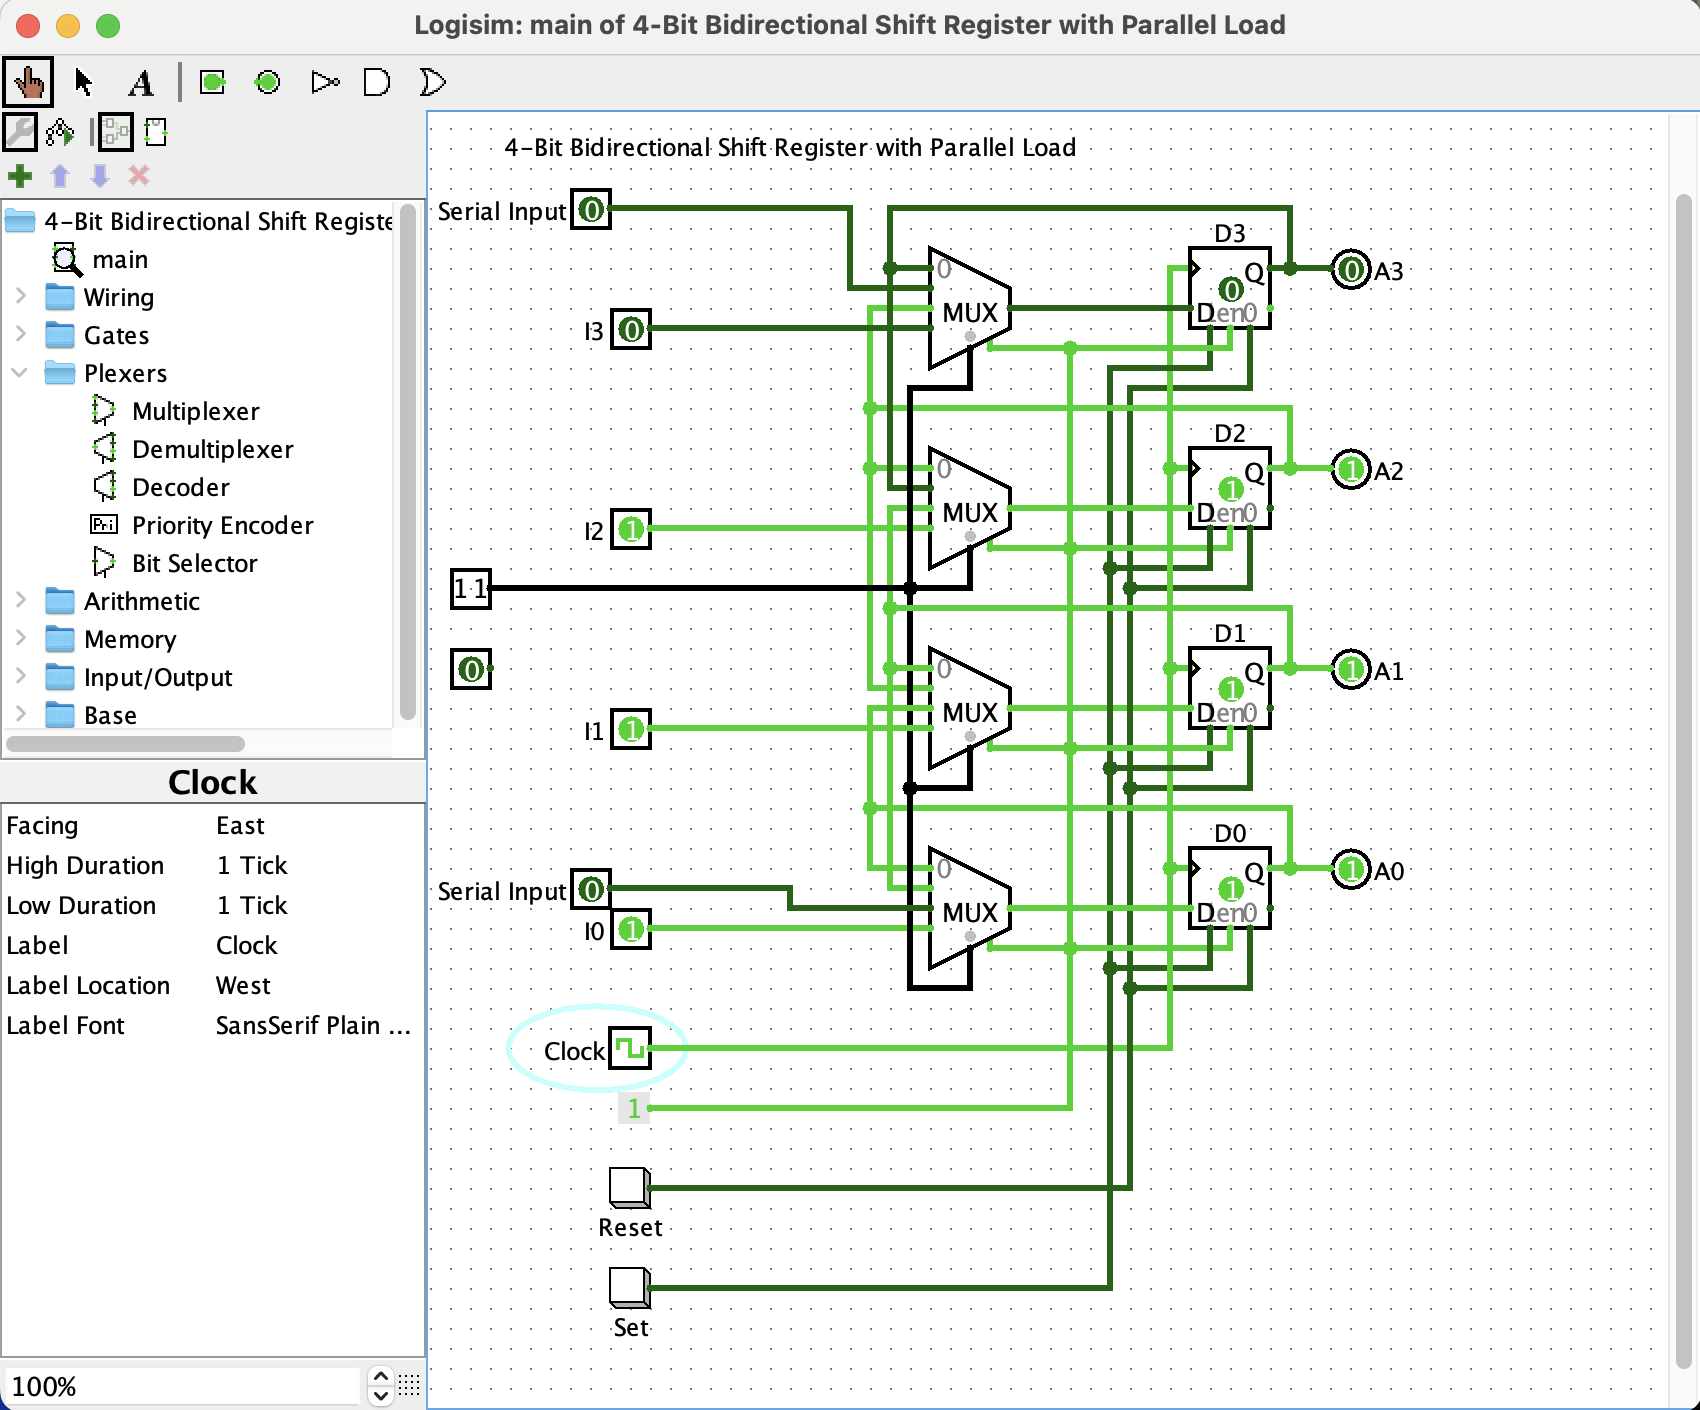 Logisim: main of 4-Bit Bidirectional Shift Register with Parallel Load
A
4-Bit Bidirectional Shift Registe
main
Wiring
Gates
Plexers
Multiplexer
Demultiplexer
Decoder
Pri Priority Encoder
Bit Selector
Arithmetic
Memory
Input/Output
Base
Clock
Facing East
High Duration 1 Tick
Low Duration 1 Tick
Label Clock
Label Location West
Label Font SansSerif Plain ...
100%
4-Bit Bidirectional Shift Register with Parallel Load
Serial Input 0
D3
0 MUX
Q 0 D en 0
0 A3
I3 0
D2
0 MUX
Q 1 D en 0
1 A2
I2 1
1 1
D1
0
0 MUX
Q 1 D en 0
1 A1
I1 1
D0
Serial Input 0
0 MUX
Q 1 D en 0
1 A0
I0 1
Clock
1
Reset
Set